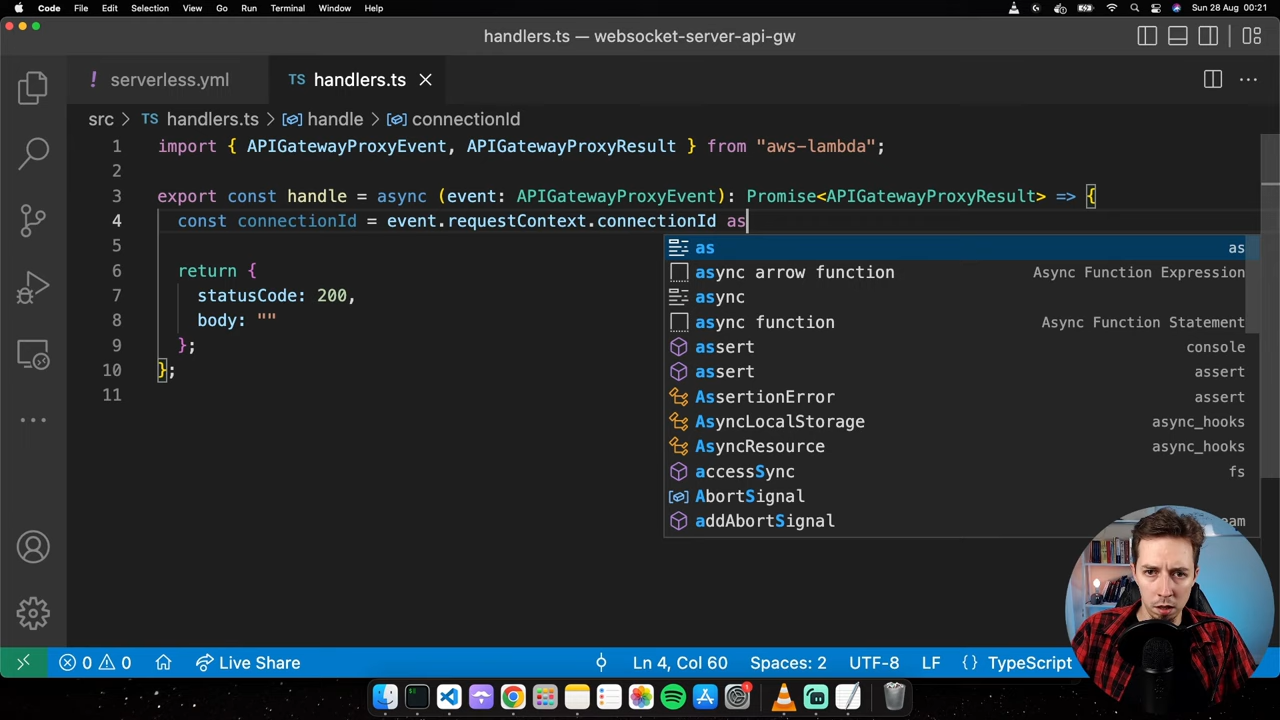 Code File Edit Selection View Go Run Terminal Window Help Sun 28 Aug 00:21
handlers.ts — websocket-server-api-gw
! serverless.yml TS handlers.ts
src > TS handlers.ts > handle > connectionId
1 import { APIGatewayProxyEvent, APIGatewayProxyResult } from "aws-lambda";
2
3 export const handle = async (event: APIGatewayProxyEvent): Promise<APIGatewayProxyResult> => {
4 const connectionId = event.requestContext.connectionId as
5
6 return {
7 statusCode: 200,
8 body: ""
9 };
10 };
11
as as
async arrow function Async Function Expression
async
async function Async Function Statement
assert console
assert assert
AssertionError assert
AsyncLocalStorage async_hooks
AsyncResource async_hooks
accessSync fs
AbortSignal
addAbortSignal
0 0 Live Share Ln 4, Col 60 Spaces: 2 UTF-8 LF {} TypeScript